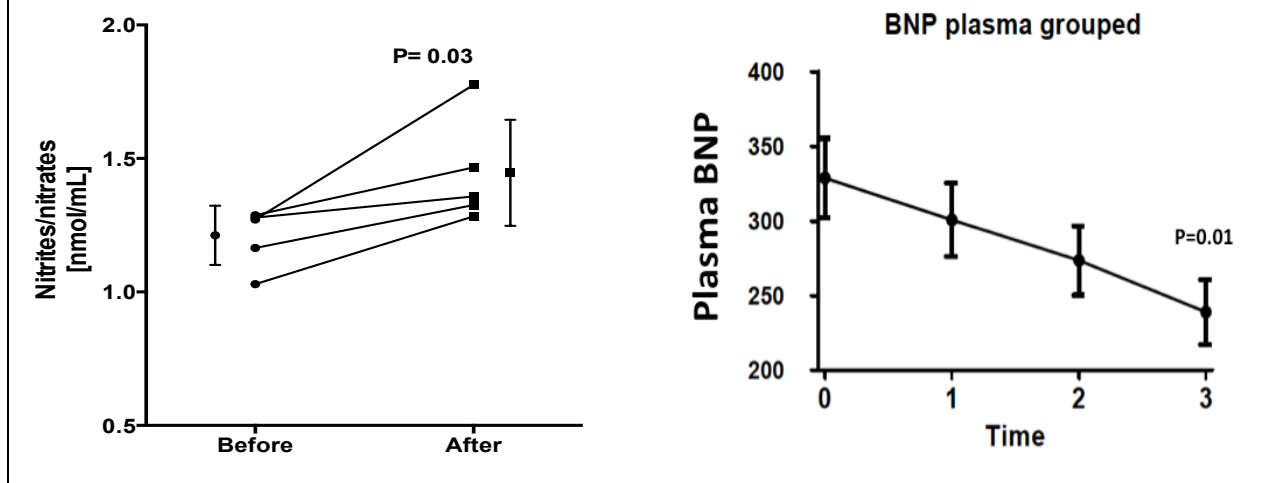 2.0
P= 0.03
1.5
1.0
0.5
Nitrites/nitrates
[nmol/mL]
Before After
BNP plasma grouped
400
350
300
250
200
Plasma BNP
P=0.01
0 1 2 3
Time